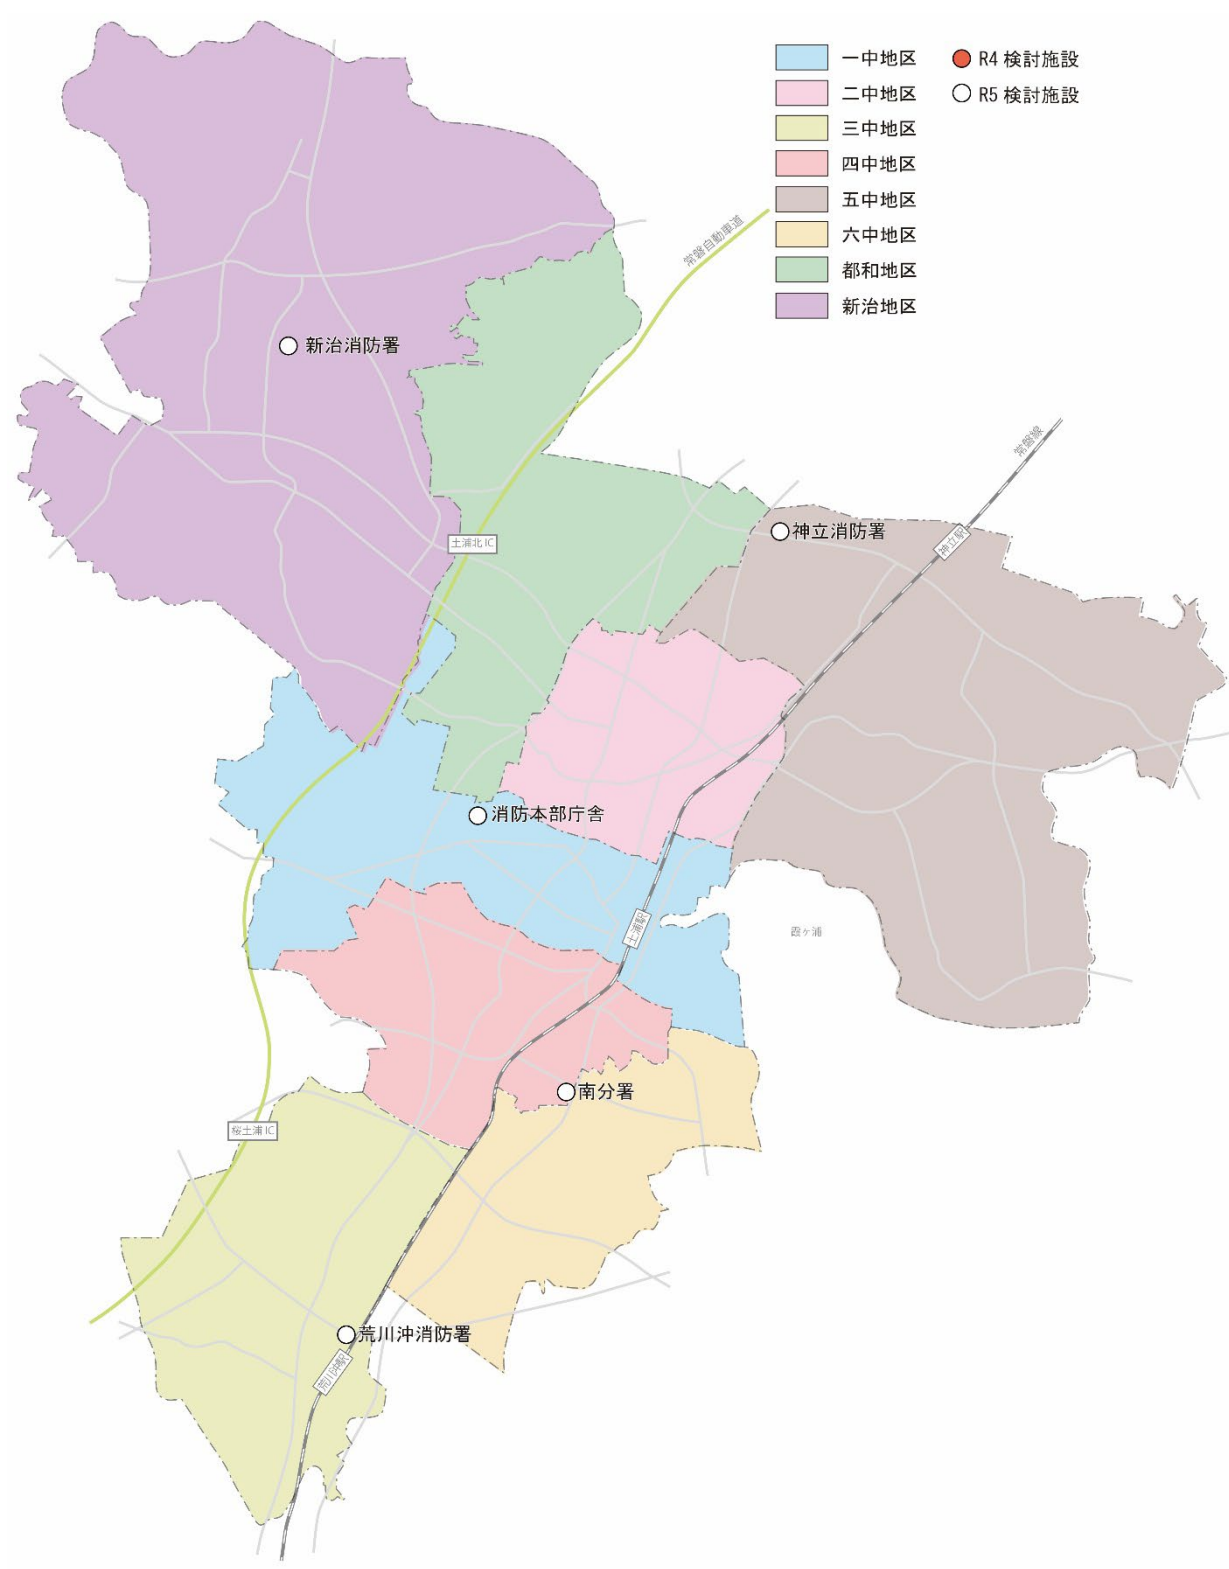 一中地区
二中地区
三中地区
四中地区
五中地区
六中地区
都和地区
新治地区
R4 検討施設
R5 検討施設
常磐自動車道
新治消防署
常磐線
神立消防署
土浦北IC
神立駅
消防本部庁舎
土浦駅
霞ヶ浦
南分署
桜土浦IC
荒川沖消防署
荒川沖駅